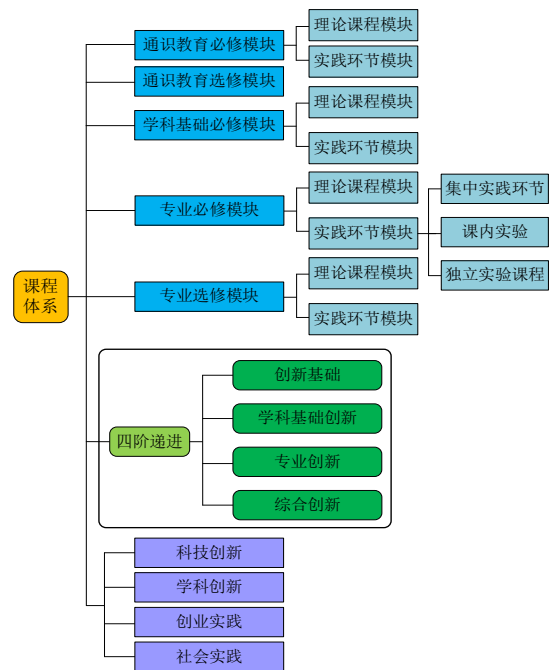 课程
体系
通识教育必修模块
理论课程模块
实践环节模块
通识教育选修模块
学科基础必修模块
理论课程模块
实践环节模块
专业必修模块
理论课程模块
实践环节模块
集中实践环节
课内实验
独立实验课程
专业选修模块
理论课程模块
实践环节模块
四阶递进
创新基础
学科基础创新
专业创新
综合创新
科技创新
学科创新
创业实践
社会实践